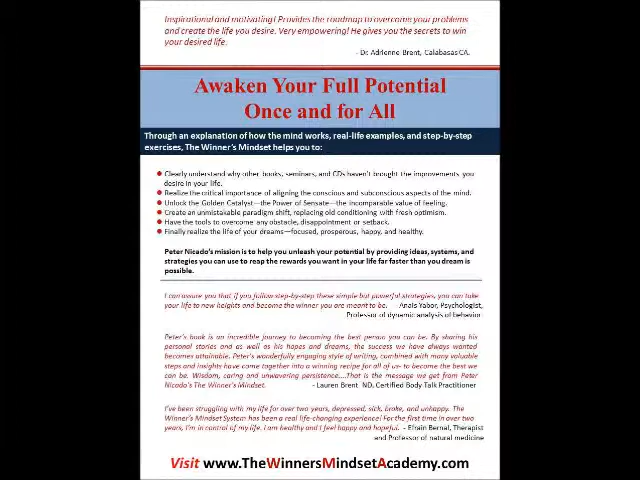 Inspirational and motivating! Provides the roadmap to overcome your problems
and create the life you desire. Very empowering! He gives you the secrets to win
your desired life.
- Dr. Adrienne Brent, Calabasas CA.
Awaken Your Full Potential
Once and for All
Through an explanation of how the mind works, real-life examples, and step-by-step
exercises, The Winner's Mindset helps you to:
Clearly understand why other books, seminars, and CDs haven't brought the improvements you
desire in your life.
Realize the critical importance of aligning the conscious and subconscious aspects of the mind.
Unlock the Golden Catalyst—the Power of Sensate—the incomparable value of feeling.
Create an unmistakable paradigm shift, replacing old conditioning with fresh optimism.
Have the tools to overcome any obstacle, disappointment or setback.
Finally realize the life of your dreams—focused, prosperous, happy, and healthy.
Peter Nicado's mission is to help you unleash your potential by providing ideas, systems, and
strategies you can use to reap the rewards you want in your life far faster than you dream is
possible.
I can assure you that if you follow step-by-step these simple but powerful strategies, you can take
your life to new heights and become the winner you are meant to be. Anals Yabor, Psychologist,
Professor of dynamic analysis of behavior
Peter's book is an incredible journey to becoming the best person you can be. By sharing his
personal stories and as well as his hopes and dreams, the success we have always wanted
becomes attainable. Peter's wonderfully engaging style of writing, combined with many valuable
steps and insights have come together into a winning recipe for all of us- to become the best we
can be. Wisdom, caring and unwavering persistence....That is the message we get from Peter
Nicado's The Winner's Mindset. - Lauren Brent ND, Certified Body Talk Practitioner
I've been struggling with my life for over two years, depressed, sick, broke, and unhappy. The
Winner's Mindset System has been a real life-changing experience! For the first time in over two
years, I'm in control of my life. I am healthy and I feel happy and hopeful. - Efrain Bernal, Therapist
and Professor of natural medicine
Visit www.TheWinnersMindsetAcademy.com